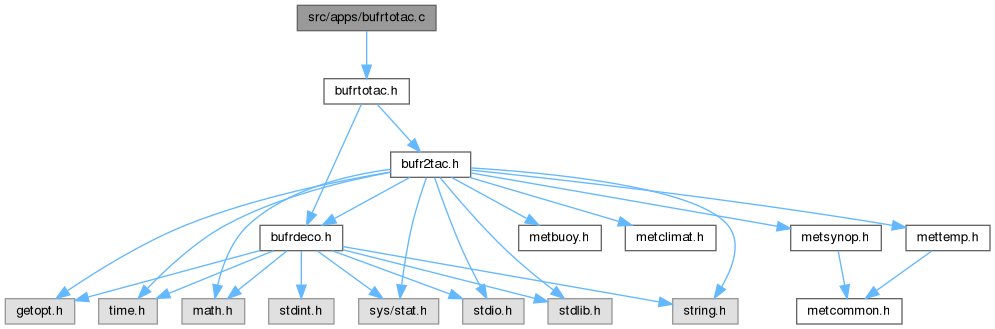 src/apps/bufrtotac.c
bufrtotac.h
bufr2tac.h
bufrdeco.h
metbuoy.h
metclimat.h
metsynop.h
mettemp.h
getopt.h
time.h
math.h
stdint.h
sys/stat.h
stdio.h
stdlib.h
string.h
metcommon.h